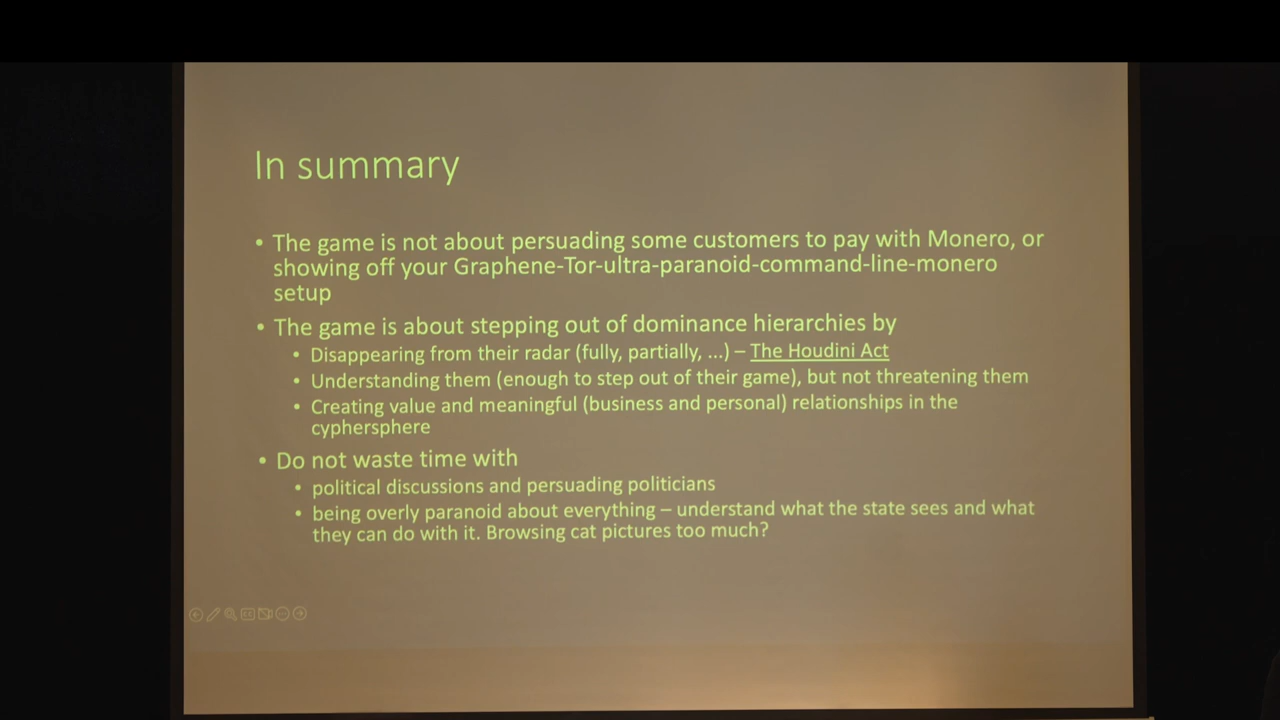 In summary
• The game is not about persuading some customers to pay with Monero, or
showing off your Graphene-Tor-ultra-paranoid-command-line-monero
setup
• The game is about stepping out of dominance hierarchies by
• Disappearing from their radar (fully, partially, ...) – The Houdini Act
• Understanding them (enough to step out of their game), but not threatening them
• Creating value and meaningful (business and personal) relationships in the
cyphersphere
• Do not waste time with
• political discussions and persuading politicians
• being overly paranoid about everything – understand what the state sees and what
they can do with it. Browsing cat pictures too much?